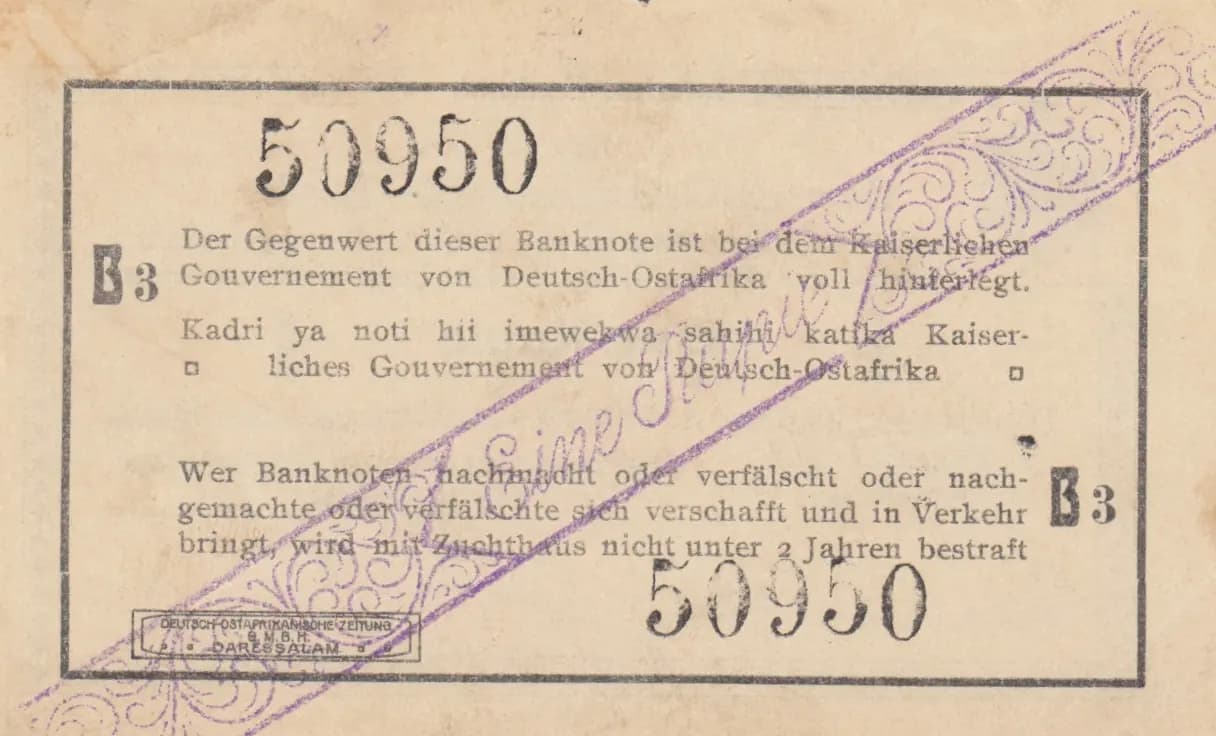 50950
Der Gegenwert dieser Banknote ist bei dem Kaiserlichen
B3 Gouvernement von Deutsch-Ostafrika voll hinterlegt.
Kadri ya noti hii imewekwa sahihi katika Kaiser-
liches Gouvernement von Deutsch-Ostafrika
Eine Rupie
Wer Banknoten nachmacht oder verfälscht oder nach-
gemachte oder verfälschte sich verschafft und in Verkehr B3
bringt, wird mit Zuchthaus nicht unter 2 Jahren bestraft
50950
DEUTSCH-OSTAFRIKANISCHE ZEITUNG
G.M.B.H.
DARESSALAM